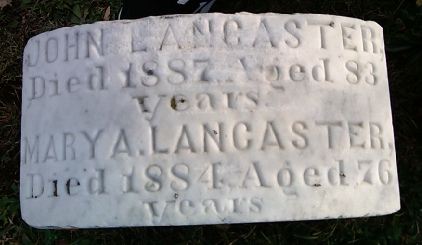 JOHN LANCASTER,
Died 1887. Aged 83
years
MARY A. LANCASTER,
Died 1884. Aged 76
years